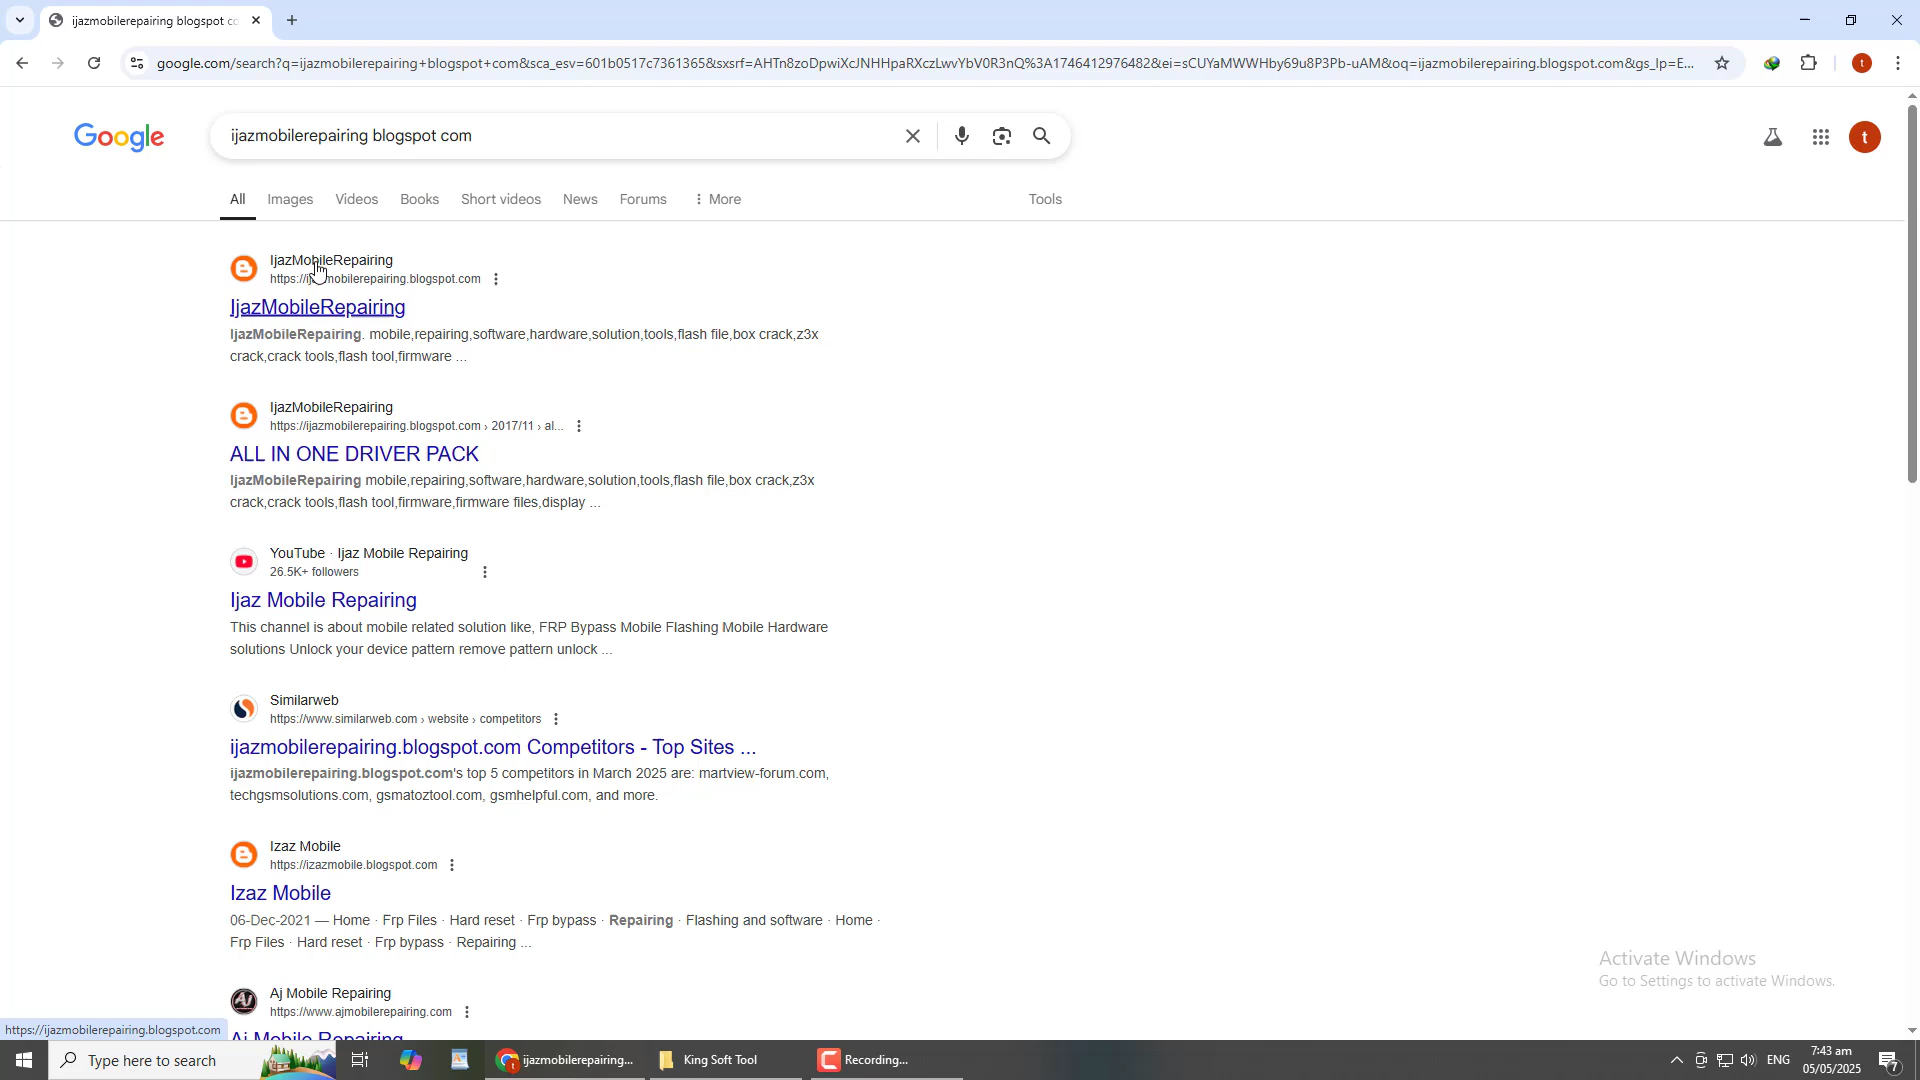 ijazmobilerepairing blogspot co
google.com/search?q=ijazmobilerepairing+blogspot+com&sca_esv=601b0517c7361365&sxsrf=AHTn8zoDpwiXcJNHHpaRXczLwvYbV0R3nQ%3A1746412976482&ei=sCUYaMWWHby69u8P3Pb-uAM&oq=ijazmobilerepairing.blogspot.com&gs_lp=E...
t
Google
ijazmobilerepairing blogspot com
t
All Images Videos Books Short videos News Forums More Tools
IjazMobileRepairing
https://ijazmobilerepairing.blogspot.com
IjazMobileRepairing
IjazMobileRepairing. mobile,repairing,software,hardware,solution,tools,flash file,box crack,z3x
crack,crack tools,flash tool,firmware ...
IjazMobileRepairing
https://ijazmobilerepairing.blogspot.com › 2017/11 › al...
ALL IN ONE DRIVER PACK
IjazMobileRepairing mobile,repairing,software,hardware,solution,tools,flash file,box crack,z3x
crack,crack tools,flash tool,firmware,firmware files,display ...
YouTube · Ijaz Mobile Repairing
26.5K+ followers
Ijaz Mobile Repairing
This channel is about mobile related solution like, FRP Bypass Mobile Flashing Mobile Hardware
solutions Unlock your device pattern remove pattern unlock ...
Similarweb
https://www.similarweb.com › website › competitors
ijazmobilerepairing.blogspot.com Competitors - Top Sites ...
ijazmobilerepairing.blogspot.com's top 5 competitors in March 2025 are: martview-forum.com,
techgsmsolutions.com, gsmatoztool.com, gsmhelpful.com, and more.
Izaz Mobile
https://izazmobile.blogspot.com
Izaz Mobile
06-Dec-2021 — Home · Frp Files · Hard reset · Frp bypass · Repairing · Flashing and software · Home ·
Frp Files · Hard reset · Frp bypass · Repairing ...
Aj Mobile Repairing
https://www.ajmobilerepairing.com
Aj Mobile Repairing
Activate Windows
Go to Settings to activate Windows.
https://ijazmobilerepairing.blogspot.com
Type here to search
ijazmobilerepairing...
King Soft Tool
Recording...
ENG
7:43 am
05/05/2025
7